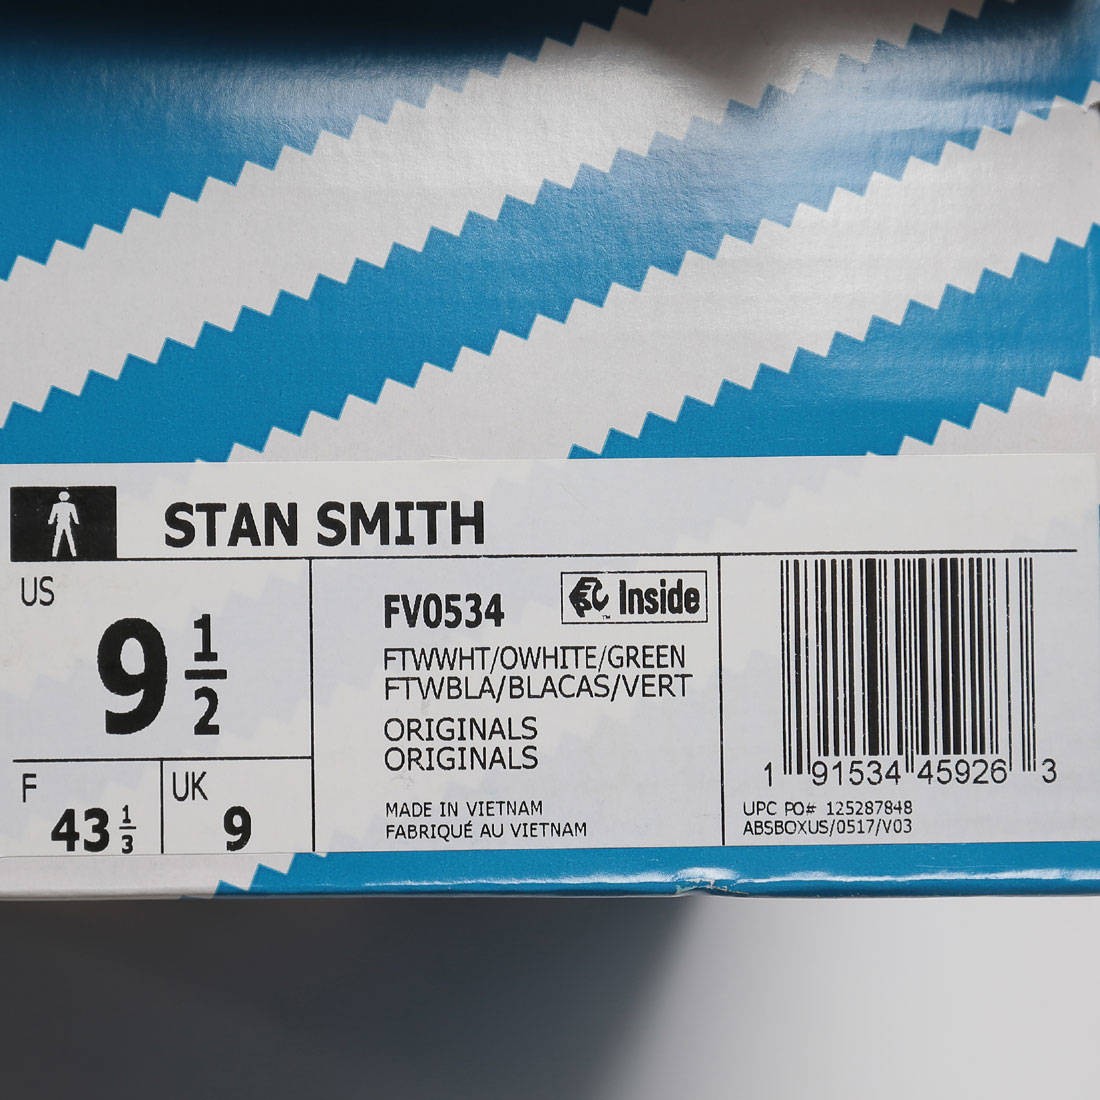 STAN SMITH
US
9 1/2
F
43 1/3
UK
9
FV0534
Inside
FTWWHT/OWHITE/GREEN
FTWBLA/BLACAS/VERT
ORIGINALS
ORIGINALS
MADE IN VIETNAM
FABRIQUÉ AU VIETNAM
1 91534 45926 3
UPC PO# 125287848
ABSBOXUS/0517/V03